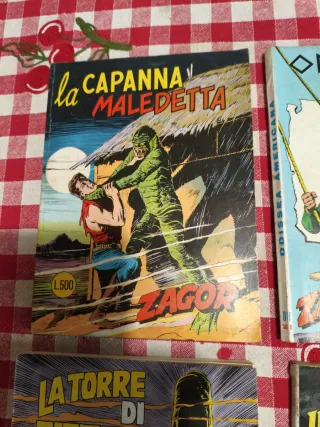 la CAPANNA
MALEDETTA
L.500
ZAGOR
ODISSEA AMERICANA
LA TORRE
DI